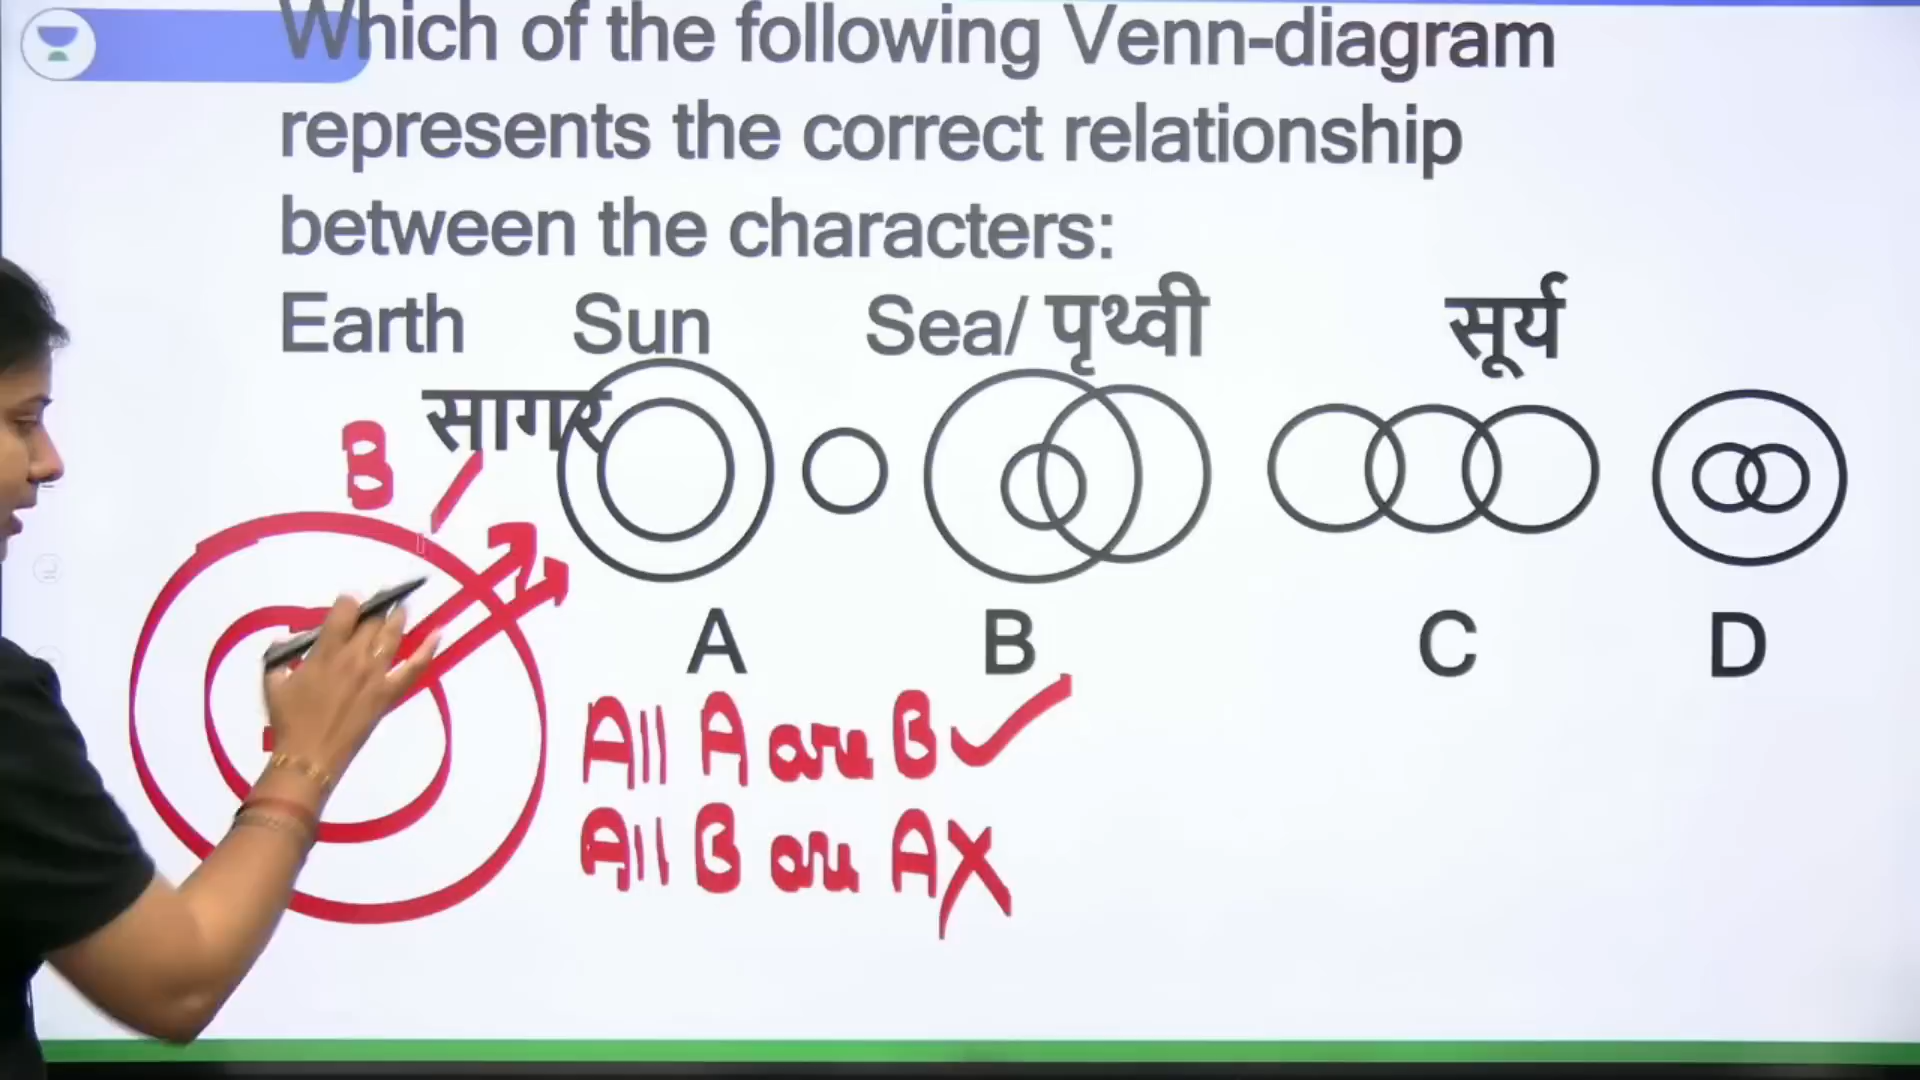 Which of the following Venn-diagram
represents the correct relationship
between the characters:
Earth Sun Sea/ पृथ्वी सूर्य
सागर
B
A B C D
All A are B
All B are A